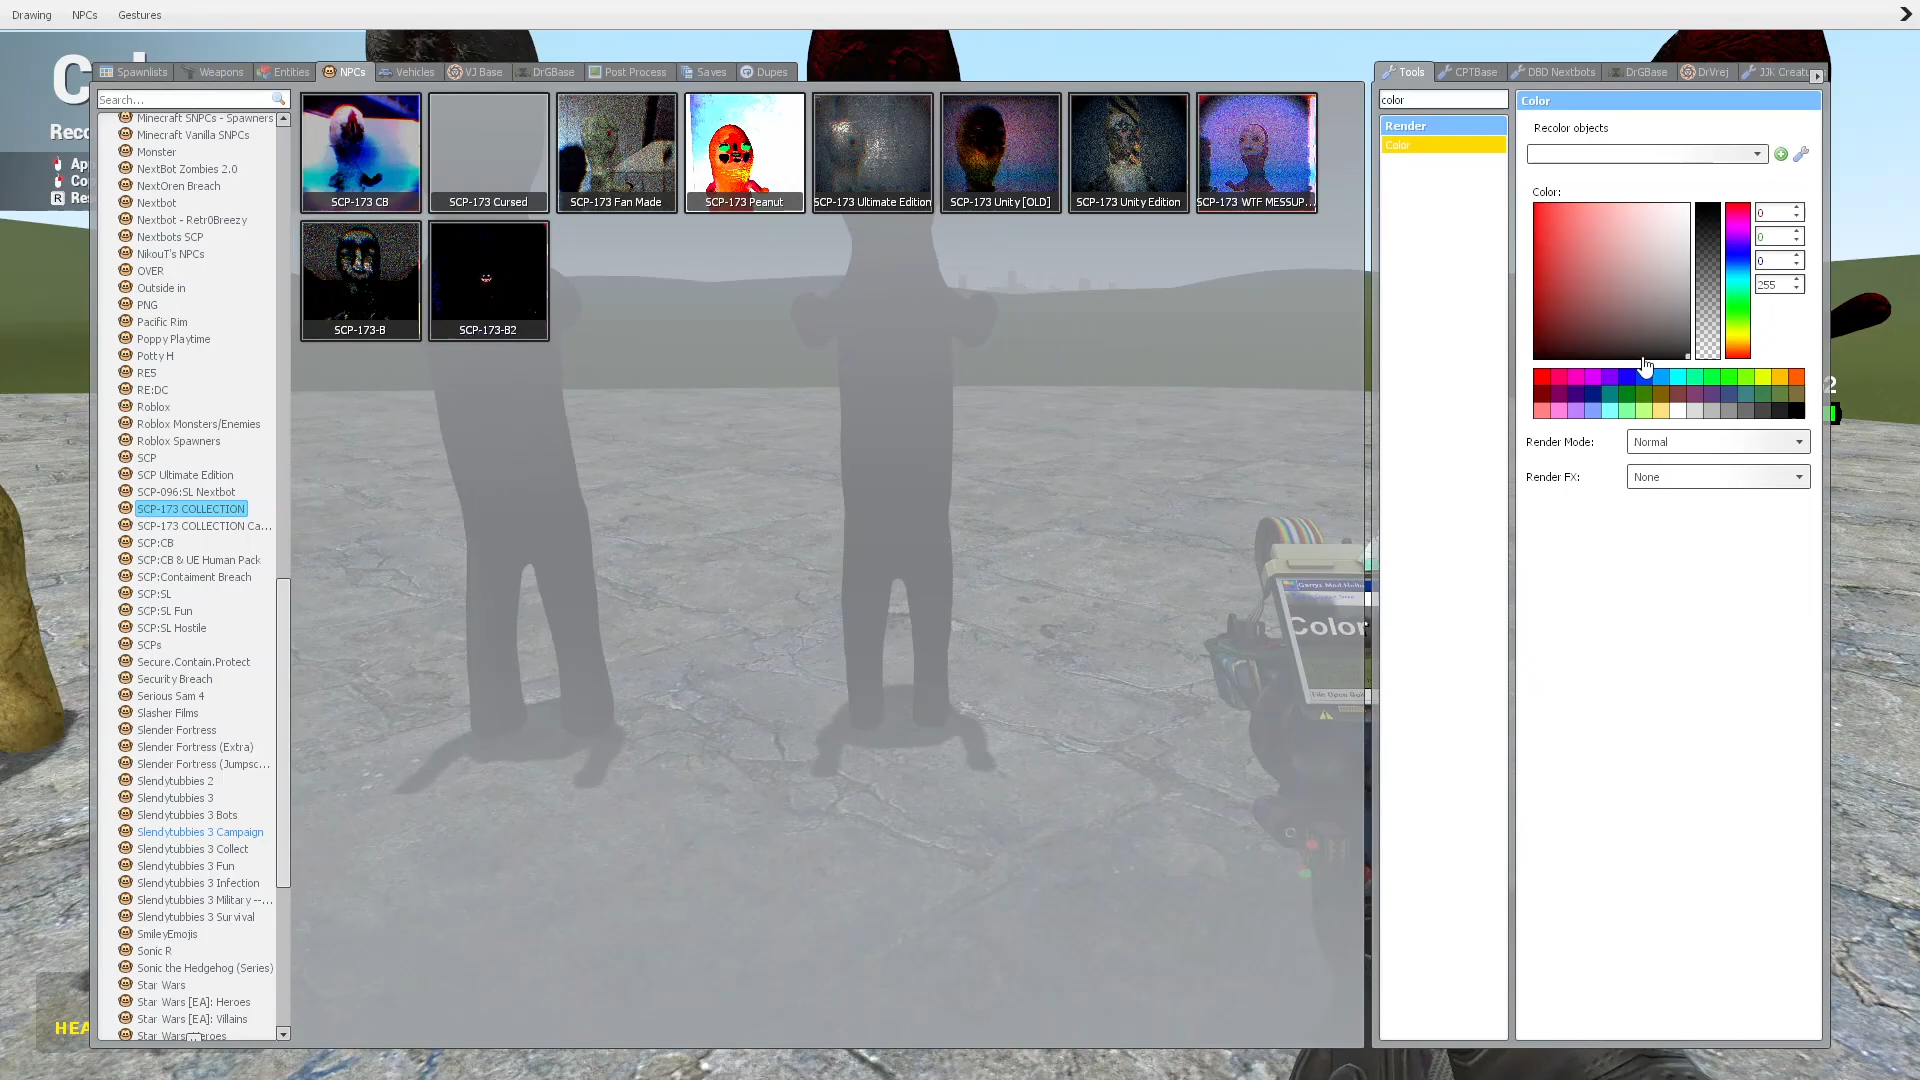 Drawing NPCs Gestures
Spawnlists Weapons Entities NPCs Vehicles VJ Base DrGBase Post Process Saves Dupes
Search...
Minecraft SNPCs - Spawners
Minecraft Vanilla SNPCs
Monster
NextBot Zombies 2.0
NextOren Breach
Nextbot
Nextbot - Retr0Breezy
Nextbots SCP
NikouT's NPCs
OVER
Outside in
PNG
Pacific Rim
Poppy Playtime
Potty H
RE5
RE:DC
Roblox
Roblox Monsters/Enemies
Roblox Spawners
SCP
SCP Ultimate Edition
SCP-096:SL Nextbot
SCP-173 COLLECTION
SCP-173 COLLECTION Ca...
SCP:CB
SCP:CB & UE Human Pack
SCP:Contaiment Breach
SCP:SL
SCP:SL Fun
SCP:SL Hostile
SCPs
Secure.Contain.Protect
Security Breach
Serious Sam 4
Slasher Films
Slender Fortress
Slender Fortress (Extra)
Slender Fortress (Jumpsc...
Slendytubbies 2
Slendytubbies 3
Slendytubbies 3 Bots
Slendytubbies 3 Campaign
Slendytubbies 3 Collect
Slendytubbies 3 Fun
Slendytubbies 3 Infection
Slendytubbies 3 Military --...
Slendytubbies 3 Survival
SmileyEmojis
Sonic R
Sonic the Hedgehog (Series)
Star Wars
Star Wars [EA]: Heroes
Star Wars [EA]: Villains
SCP-173 CB
SCP-173 Cursed
SCP-173 Fan Made
SCP-173 Peanut
SCP-173 Ultimate Edition
SCP-173 Unity [OLD]
SCP-173 Unity Edition
SCP-173 WTF MESSUP...
SCP-173-B
SCP-173-B2
Tools CPTBase DBD Nextbots DrGBase DrVrej JJK Creatu
color
Render
Color
Color
Recolor objects
Color:
0
0
0
255
Render Mode: Normal
Render FX: None
Color
R
2